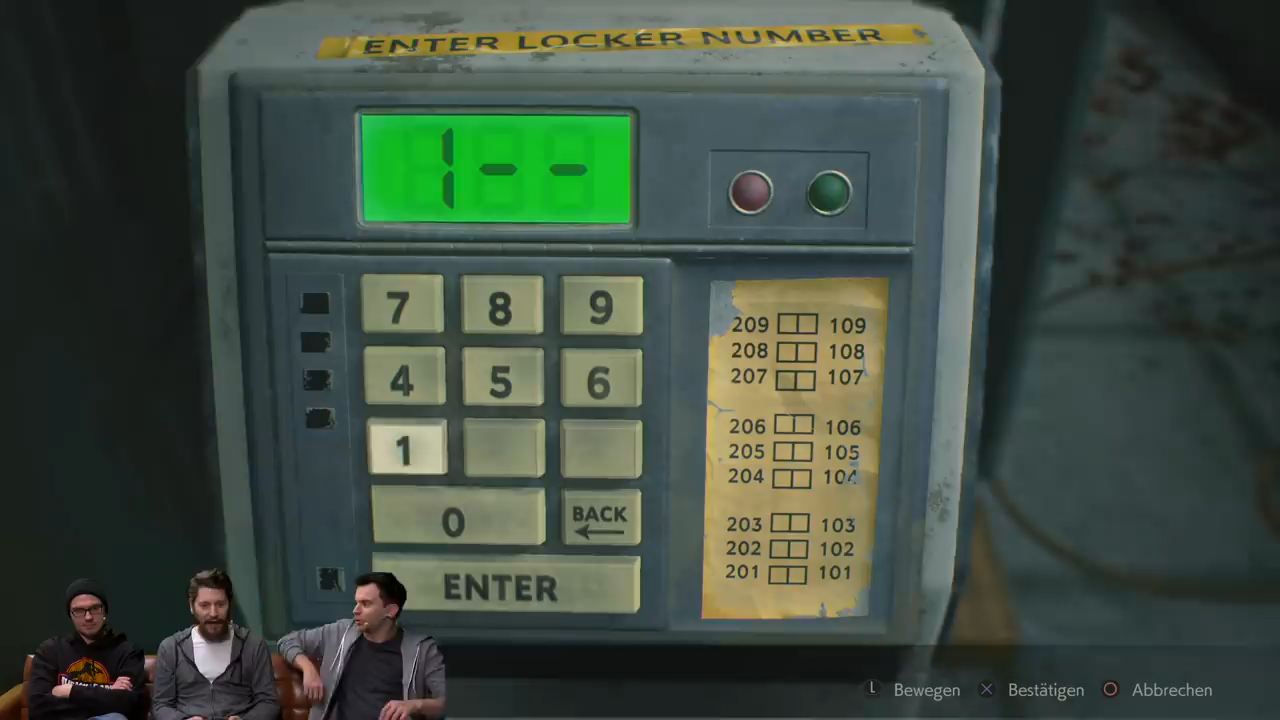 ENTER LOCKER NUMBER
1--
7 8 9
4 5 6
1
0 BACK
ENTER
209 109
208 108
207 107
206 106
205 105
204 104
203 103
202 102
201 101
L Bewegen Bestätigen Abbrechen